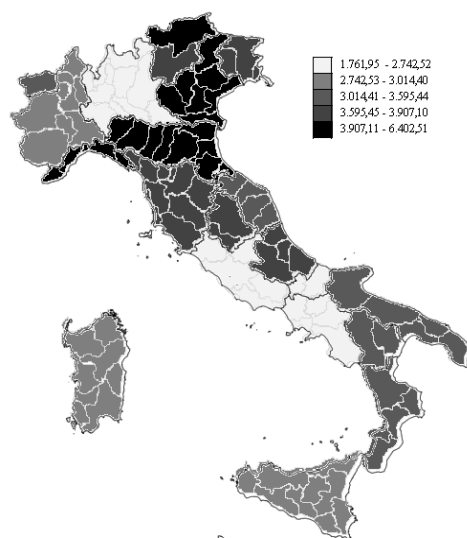 1.761,95 - 2.742,52
2.742,53 - 3.014,40
3.014,41 - 3.595,44
3.595,45 - 3.907,10
3.907,11 - 6.402,51